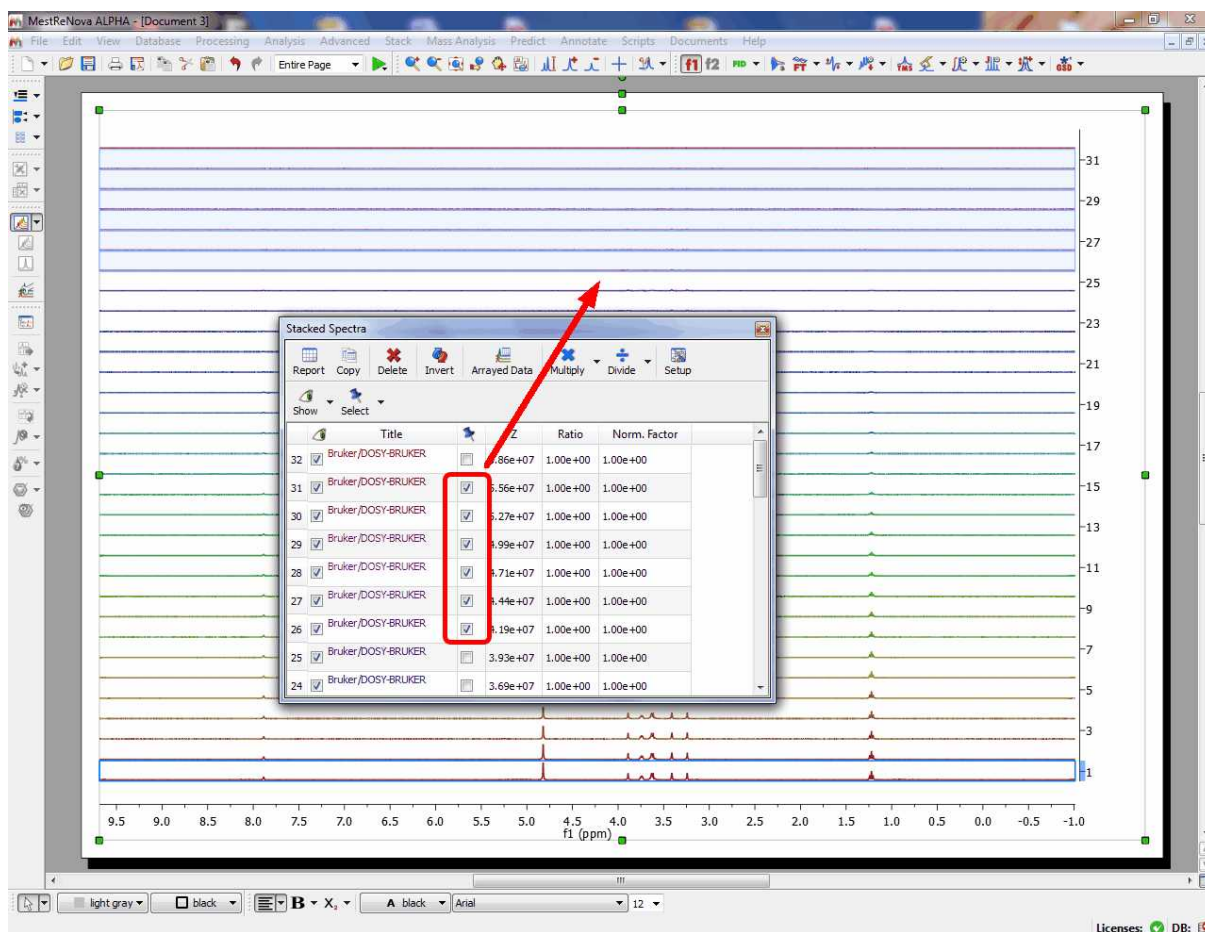 MestReNova ALPHA - [Document 3]
File Edit View Database Processing Analysis Advanced Stack Mass Analysis Predict Annotate Scripts Documents Help
Entire Page f1 f2
31
29
27
25
23
21
19
17
15
13
11
9
7
5
3
1
Stacked Spectra
Report Copy Delete Invert Arrayed Data Multiply Divide Setup
Show Select
Title Z Ratio Norm. Factor
32 Bruker/DOSY-BRUKER .86e+07 1.00e+00 1.00e+00
31 Bruker/DOSY-BRUKER .56e+07 1.00e+00 1.00e+00
30 Bruker/DOSY-BRUKER .27e+07 1.00e+00 1.00e+00
29 Bruker/DOSY-BRUKER .99e+07 1.00e+00 1.00e+00
28 Bruker/DOSY-BRUKER .71e+07 1.00e+00 1.00e+00
27 Bruker/DOSY-BRUKER .44e+07 1.00e+00 1.00e+00
26 Bruker/DOSY-BRUKER .19e+07 1.00e+00 1.00e+00
25 Bruker/DOSY-BRUKER 3.93e+07 1.00e+00 1.00e+00
24 Bruker/DOSY-BRUKER 3.69e+07 1.00e+00 1.00e+00
9.5 9.0 8.5 8.0 7.5 7.0 6.5 6.0 5.5 5.0 4.5 4.0 3.5 3.0 2.5 2.0 1.5 1.0 0.5 0.0 -0.5 -1.0
f1 (ppm)
light gray black B X A black Arial 12
Licenses: DB: